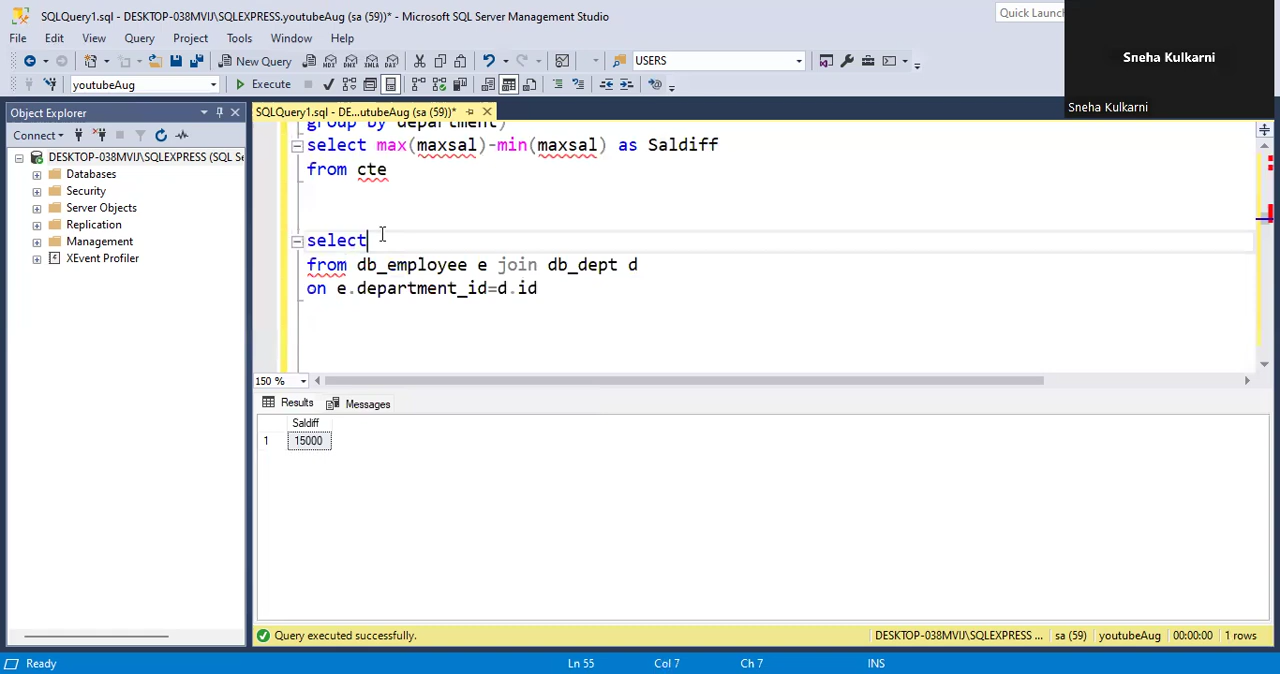 SQLQuery1.sql - DESKTOP-038MVIJ\SQLEXPRESS.youtubeAug (sa (59))* - Microsoft SQL Server Management Studio
Quick Launc
Sneha Kulkarni
File Edit View Query Project Tools Window Help
New Query
USERS
youtubeAug
Execute
Sneha Kulkarni
Object Explorer
SQLQuery1.sql - DE...utubeAug (sa (59))*
Connect
DESKTOP-038MVIJ\SQLEXPRESS (SQL Se
Databases
Security
Server Objects
Replication
Management
XEvent Profiler
group by department)
select max(maxsal)-min(maxsal) as Saldiff
from cte
select
from db_employee e join db_dept d
on e.department_id=d.id
150 %
Results Messages
Saldiff
1 15000
Query executed successfully.
DESKTOP-038MVIJ\SQLEXPRESS ... sa (59) youtubeAug 00:00:00 1 rows
Ready Ln 55 Col 7 Ch 7 INS